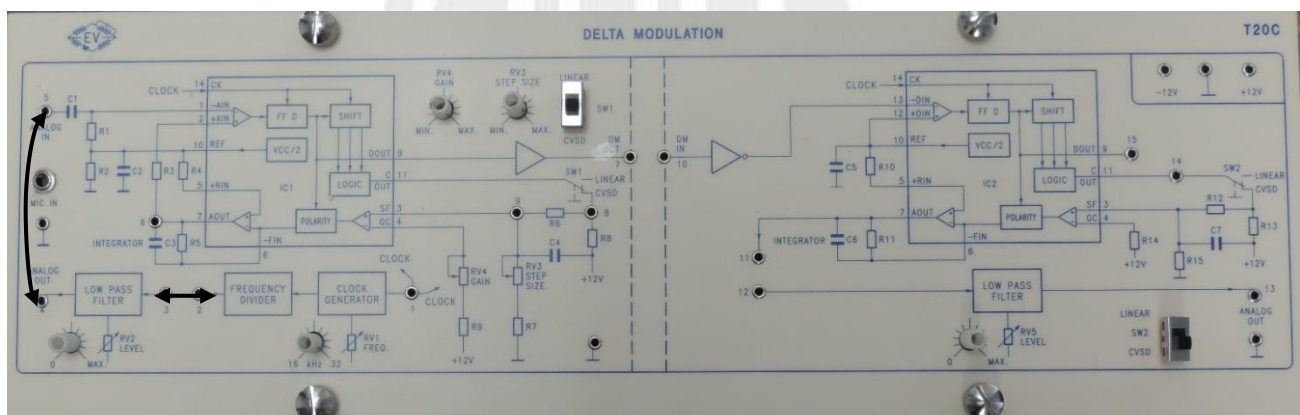 EV
DELTA MODULATION
T20C
5
C1
ANALOG
IN
R1
R2
C2
R3
R4
MIC IN
6
INTEGRATOR
C3
R5
ANALOG
OUT
4
CLOCK
14
CK
1
-AIN
2
+AIN
10
REF
5
+RIN
7
AOUT
-FIN
6
FF D
SHIFT
VCC/2
IC1
LOGIC
POLARITY
DOUT
9
C
OUT
11
SF
3
GC
4
RV4
GAIN
MIN.
MAX.
RV3
STEP SIZE
MIN.
MAX.
LINEAR
SW1
CVSD
DM
OUT
7
SW1
LINEAR
CVSD
9
R6
8
C4
R8
+12V
RV4
GAIN
R9
+12V
RV3
STEP
SIZE
R7
LOW PASS
FILTER
3
2
FREQUENCY
DIVIDER
CLOCK
GENERATOR
CLOCK
1
CLOCK
0
MAX.
RV2
LEVEL
16 kHz 32
RV1
FREQ.
DM
IN
10
CLOCK
14
CK
13
-DIN
12
+DIN
10
REF
5
+RIN
7
AOUT
-FIN
6
C5
R10
FF D
SHIFT
VCC/2
IC2
LOGIC
POLARITY
DOUT
9
15
C
OUT
11
14
SF
3
GC
4
SW2
LINEAR
CVSD
R12
R13
C7
R14
+12V
R15
+12V
11
INTEGRATOR
C6
R11
12
LOW PASS
FILTER
0
MAX.
RV5
LEVEL
13
ANALOG
OUT
LINEAR
SW2
CVSD
-12V
+12V